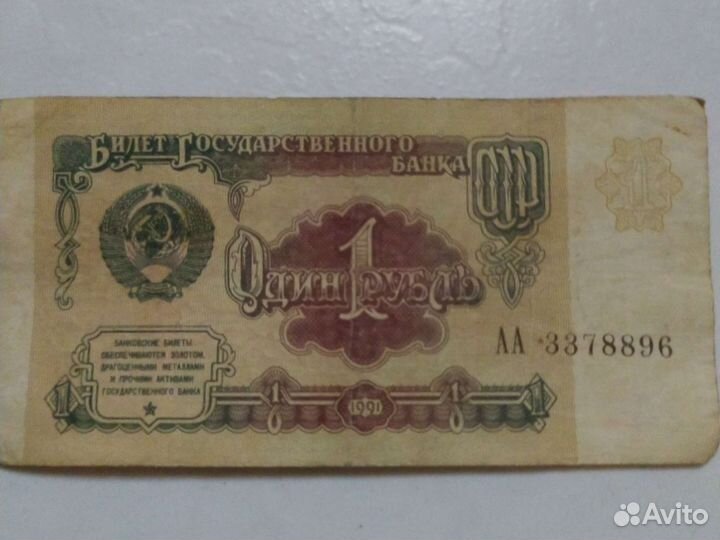 Билет Государственного
Банка
СССР
1
Один рубль
1
АА 3378896
БАНКОВСКИЕ БИЛЕТЫ
ОБЕСПЕЧИВАЮТСЯ ЗОЛОТОМ,
ДРАГОЦЕННЫМИ МЕТАЛЛАМИ
И ПРОЧИМИ АКТИВАМИ
ГОСУДАРСТВЕННОГО БАНКА
1 1 1991 1 1
Avito